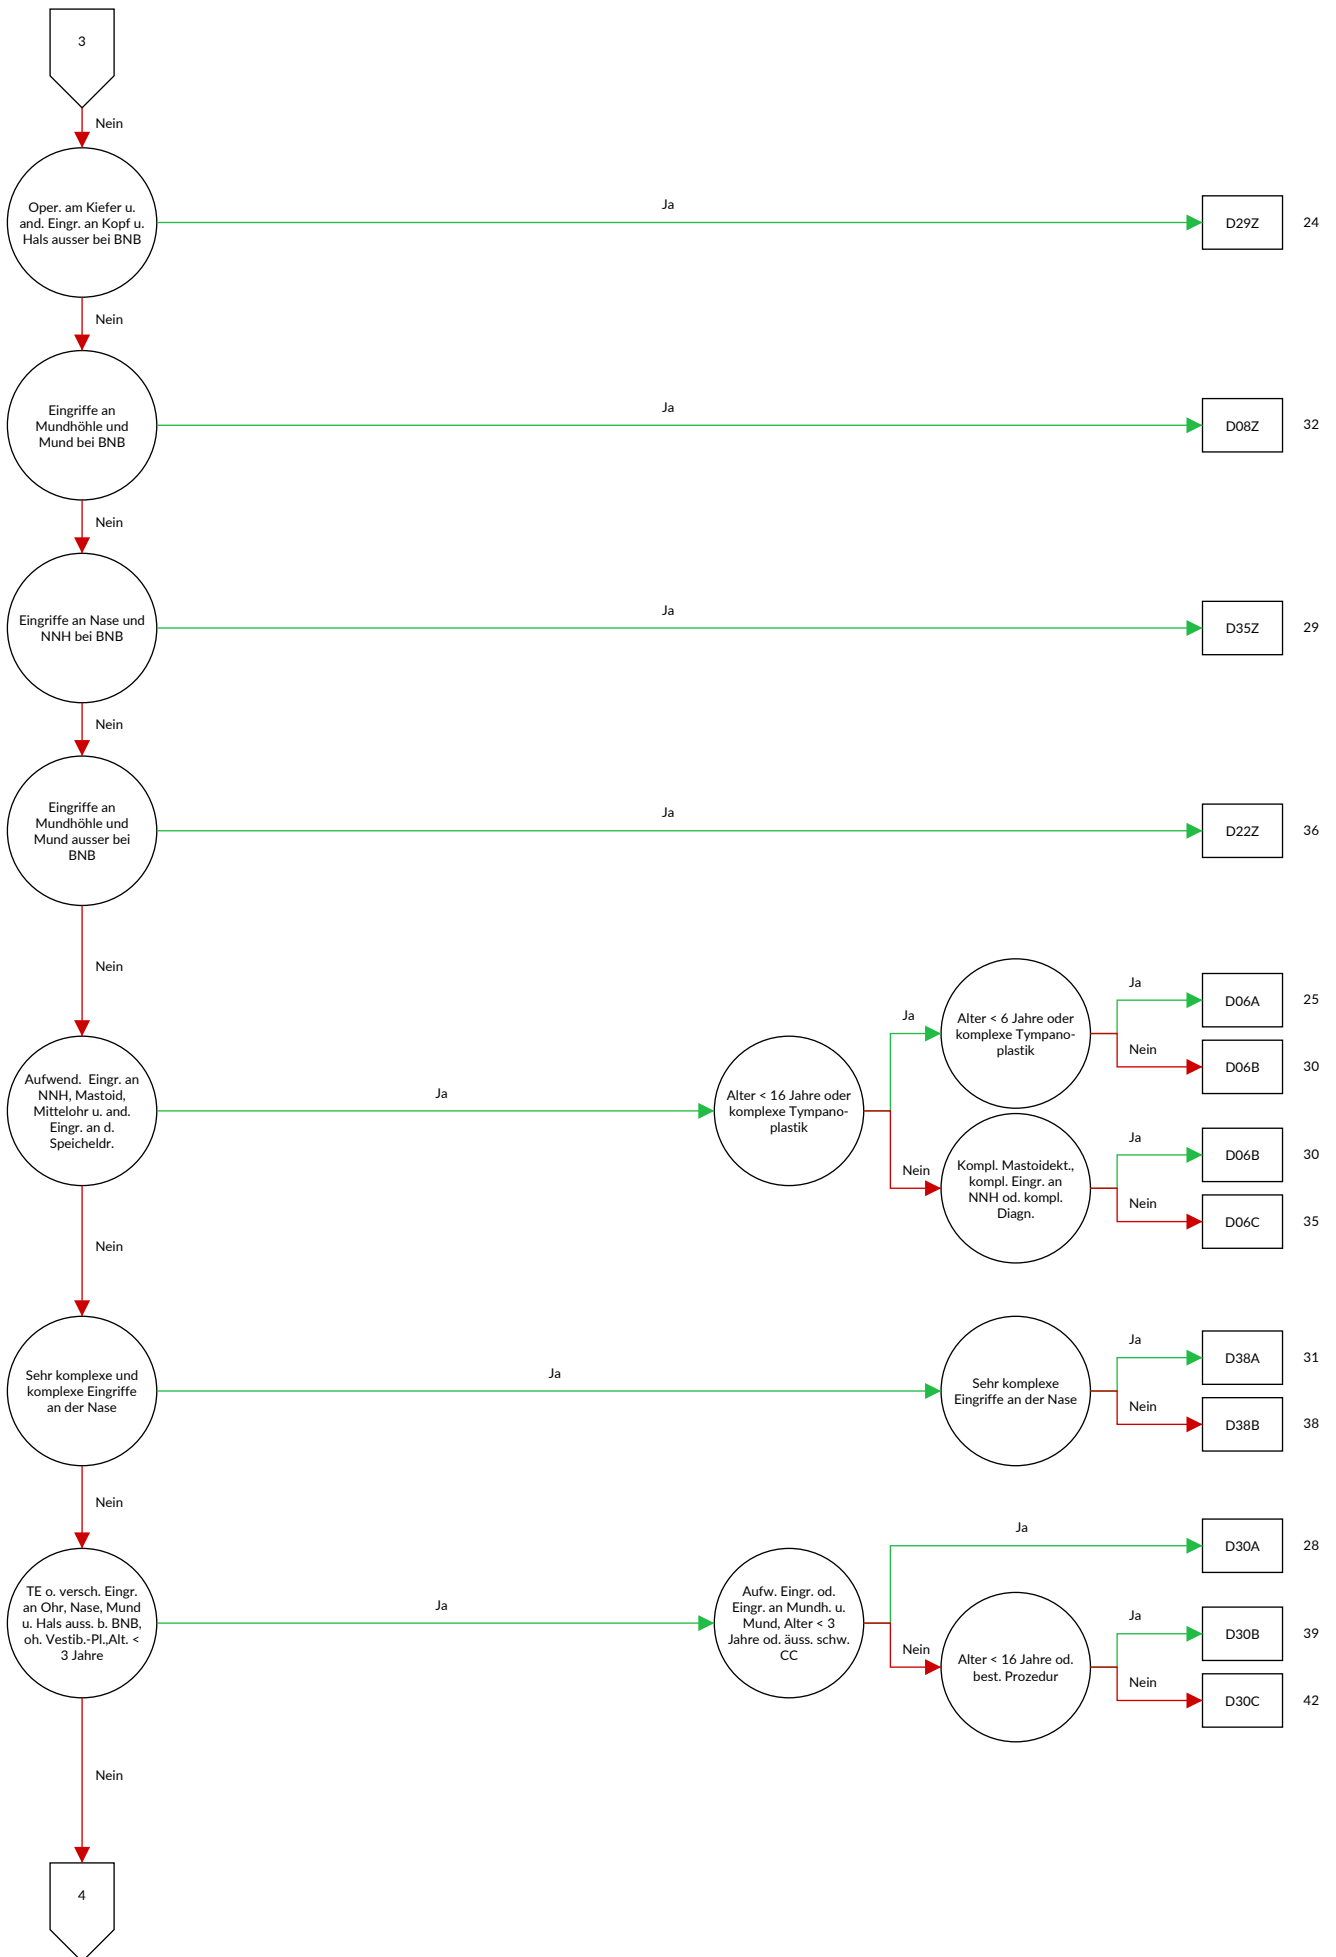 3
Nein
Oper. am Kiefer u.
and. Eingr. an Kopf u.
Hals ausser bei BNB
Ja
D29Z
24
Nein
Eingriffe an
Mundhöhle und
Mund bei BNB
Ja
D08Z
32
Nein
Eingriffe an Nase und
NNH bei BNB
Ja
D35Z
29
Nein
Eingriffe an
Mundhöhle und
Mund ausser bei
BNB
Ja
D22Z
36
Nein
Aufwend.  Eingr. an
NNH, Mastoid,
Mittelohr u. and.
Eingr. an d.
Speicheldr.
Ja
Alter < 16 Jahre oder
komplexe Tympano-
plastik
Ja
Alter < 6 Jahre oder
komplexe Tympano-
plastik
Ja
D06A
25
Nein
D06B
30
Nein
Kompl. Mastoidekt.,
kompl. Eingr. an
NNH od. kompl.
Diagn.
Ja
D06B
30
Nein
D06C
35
Nein
Sehr komplexe und
komplexe Eingriffe
an der Nase
Ja
Sehr komplexe
Eingriffe an der Nase
Ja
D38A
31
Nein
D38B
38
Nein
TE o. versch. Eingr.
an Ohr, Nase, Mund
u. Hals auss. b. BNB,
oh. Vestib.-Pl.,Alt. <
3 Jahre
Ja
Aufw. Eingr. od.
Eingr. an Mundh. u.
Mund, Alter < 3
Jahre od. äuss. schw.
CC
Ja
D30A
28
Nein
Alter < 16 Jahre od.
best. Prozedur
Ja
D30B
39
Nein
D30C
42
Nein
4